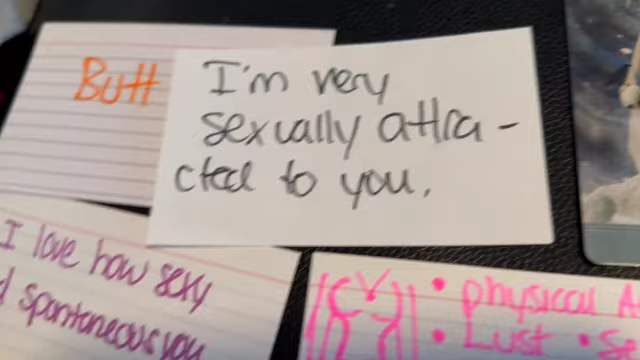 Butt
I'm very
sexually attra-
cted to you.
I love how sexy
spontaneous you
• physical
• Lust •